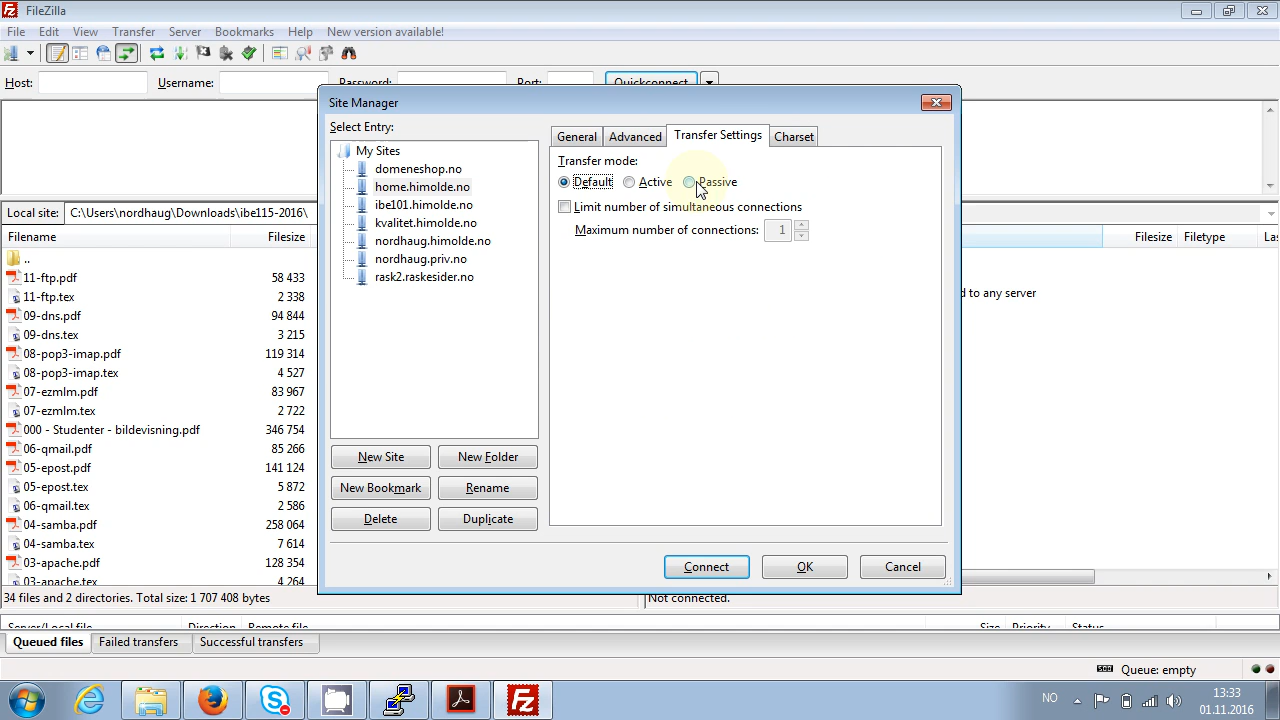 FileZilla
File Edit View Transfer Server Bookmarks Help New version available!
Host: Username: Password: Port: Quickconnect
Site Manager
Select Entry:
My Sites
domeneshop.no
home.himolde.no
ibe101.himolde.no
kvalitet.himolde.no
nordhaug.himolde.no
nordhaug.priv.no
rask2.raskesider.no
New Site New Folder
New Bookmark Rename
Delete Duplicate
General Advanced Transfer Settings Charset
Transfer mode:
Default Active Passive
Limit number of simultaneous connections
Maximum number of connections: 1
Connect OK Cancel
Local site: C:\Users\nordhaug\Downloads\ibe115-2016\
Filename Filesize
..
11-ftp.pdf 58 433
11-ftp.tex 2 338
09-dns.pdf 94 844
09-dns.tex 3 215
08-pop3-imap.pdf 119 314
08-pop3-imap.tex 4 527
07-ezmlm.pdf 83 967
07-ezmlm.tex 2 722
000 - Studenter - bildevisning.pdf 346 754
06-qmail.pdf 85 266
05-epost.pdf 141 124
05-epost.tex 5 872
06-qmail.tex 2 586
04-samba.pdf 258 064
04-samba.tex 7 614
03-apache.pdf 128 354
03-apache.tex 4 264
34 files and 2 directories. Total size: 1 707 408 bytes
Filesize Filetype
d to any server
Not connected.
Server/Local file Direction Remote file Size Priority Status
Queued files Failed transfers Successful transfers
Queue: empty
NO
13:33
01.11.2016